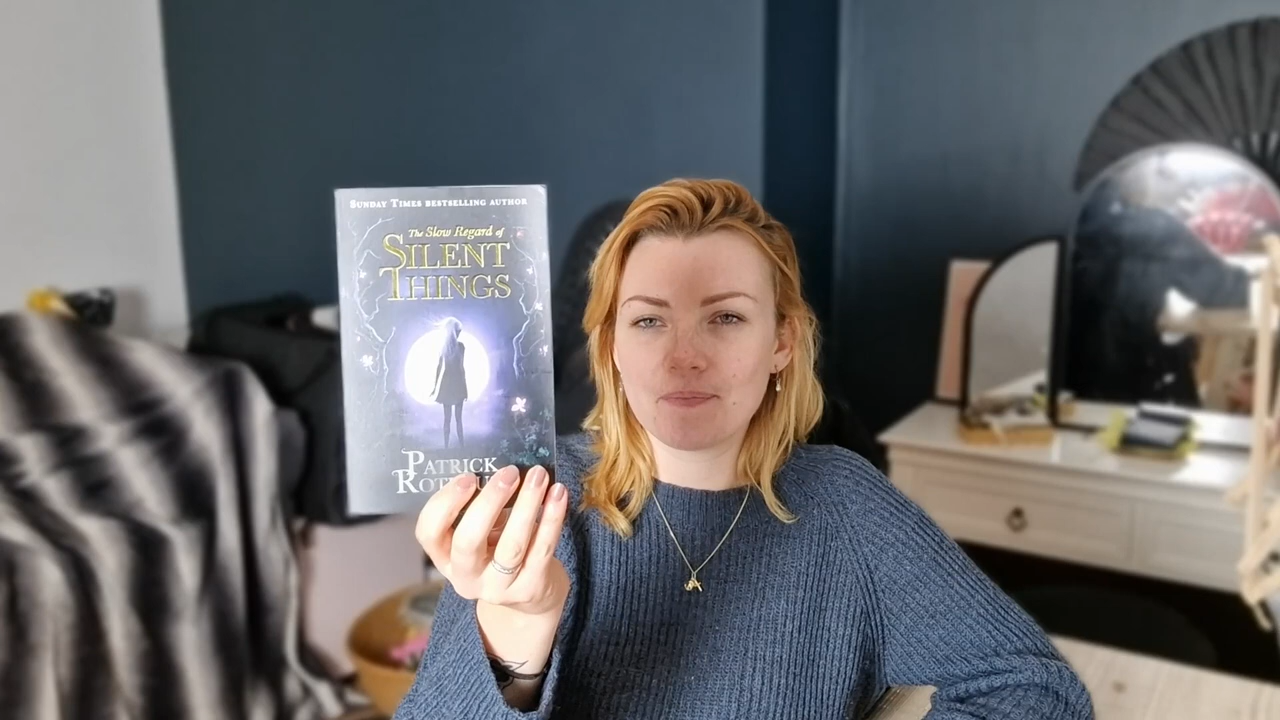 SUNDAY TIMES BESTSELLING AUTHOR
The Slow Regard of
SILENT
THINGS
PATRICK